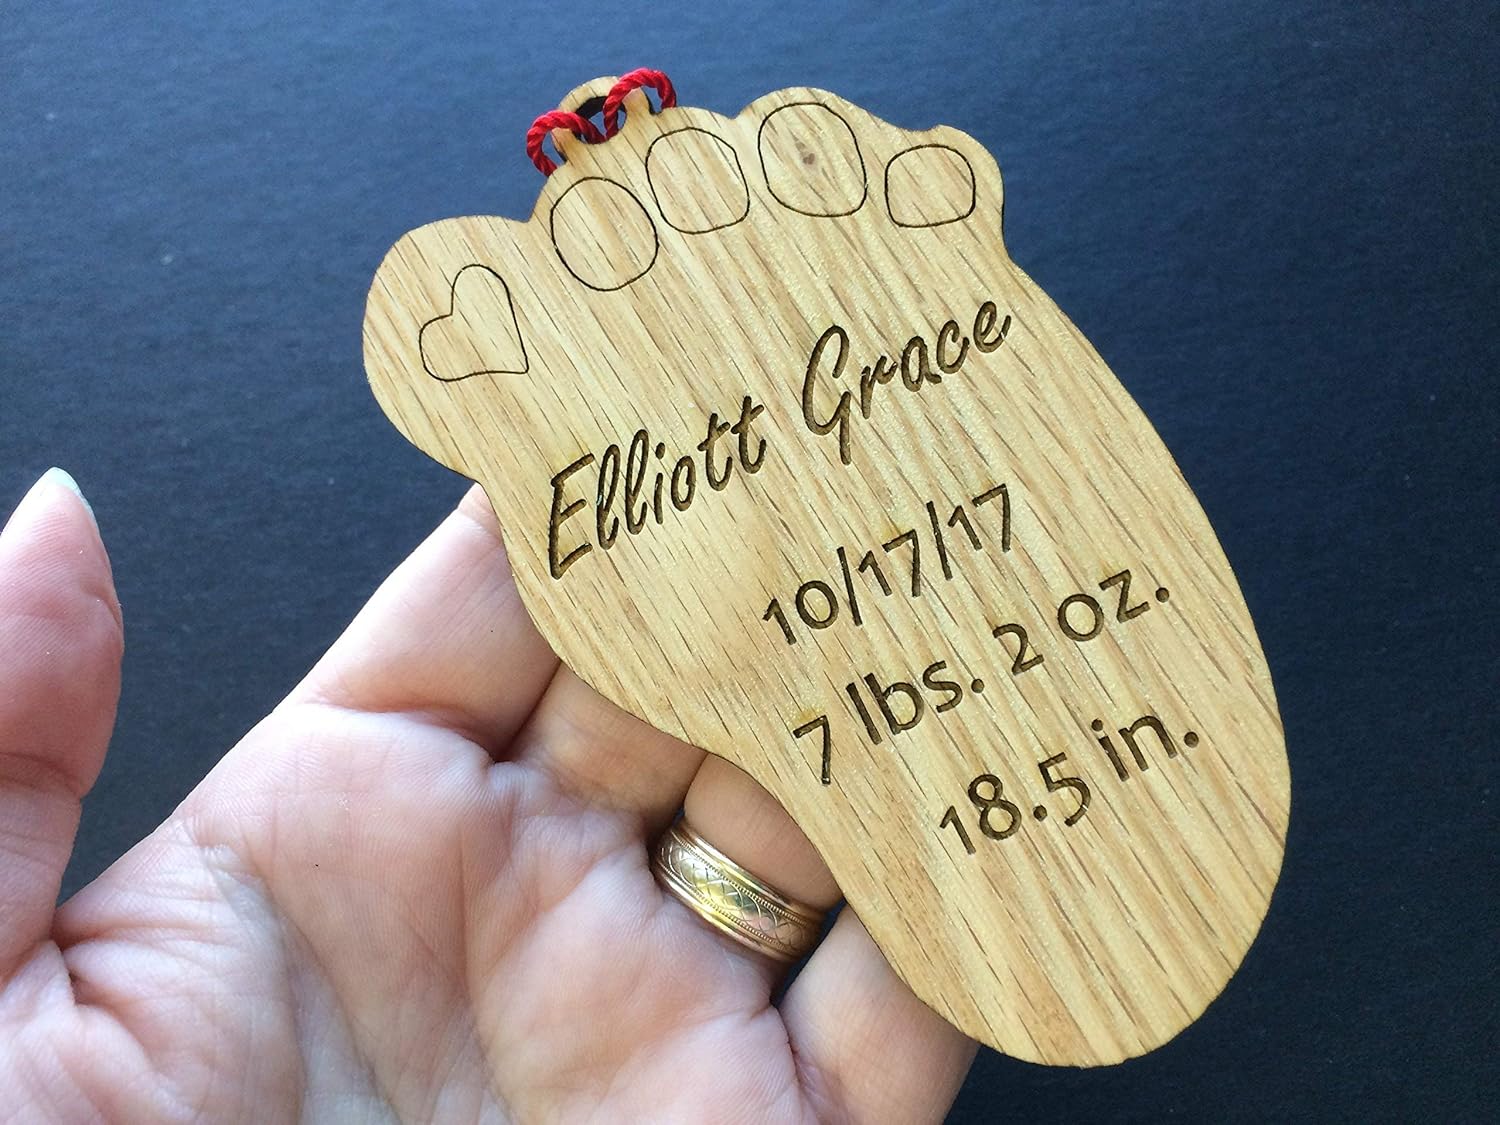 Elliott Grace
10/17/17
7 lbs. 2 oz.
18.5 in.